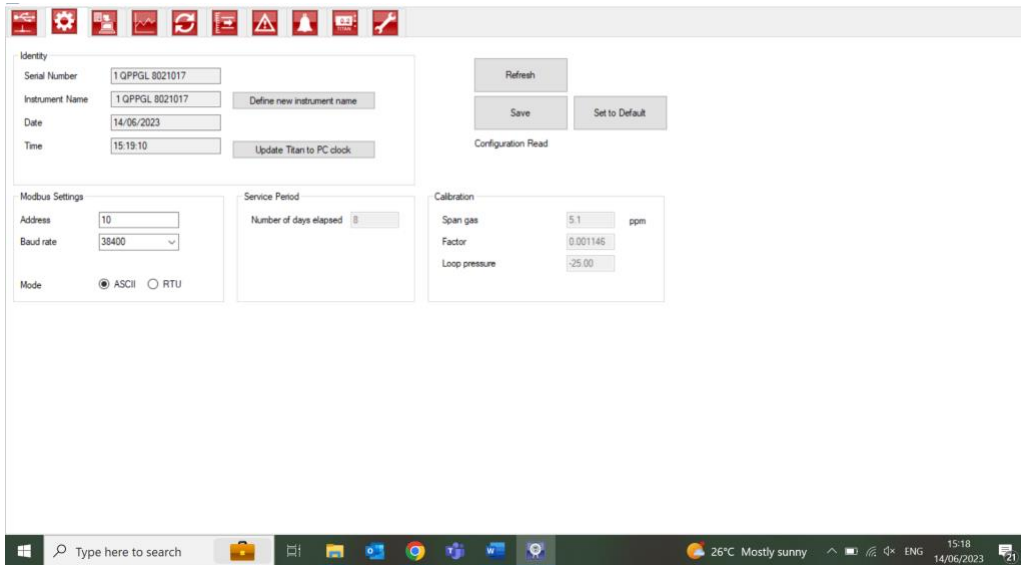 TITAN
Identity
Serial Number 1 QPPGL 8021017
Instrument Name 1 QPPGL 8021017 Define new instrument name
Date 14/06/2023
Time 15:19:10 Update Titan to PC clock
Refresh
Save Set to Default
Configuration Read
Modbus Settings
Address 10
Baud rate 38400
Mode ASCII RTU
Service Period
Number of days elapsed 8
Calibration
Span gas 5.1 ppm
Factor 0.001146
Loop pressure -25.00
Type here to search
26°C Mostly sunny ENG 15:18
14/06/2023
21